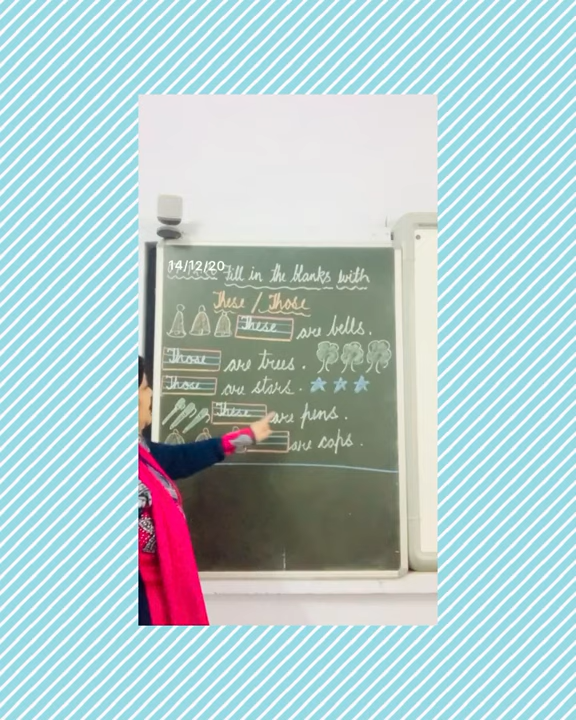 14/12/20
Fill in the blanks with
These / Those
These are bells.
Those are trees.
Those are stars.
These are pens.
are caps.